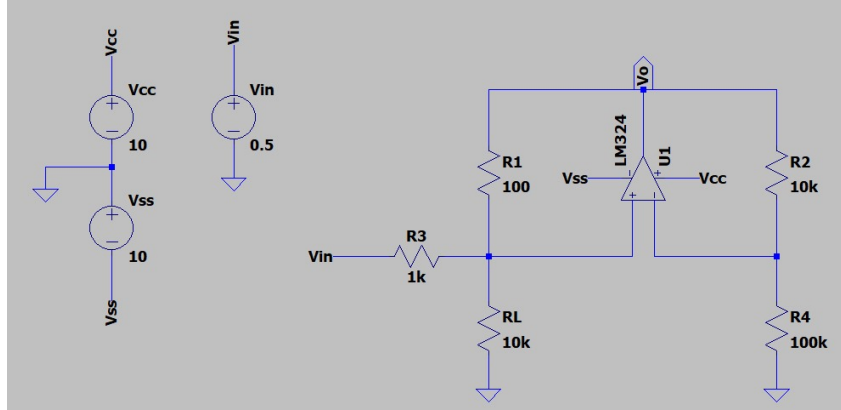 Vcc
Vcc
10
Vss
10
Vss
Vin
Vin
0.5
Vin
R3
1k
R1
100
RL
10k
Vo
LM324
U1
Vss
Vcc
R2
10k
R4
100k